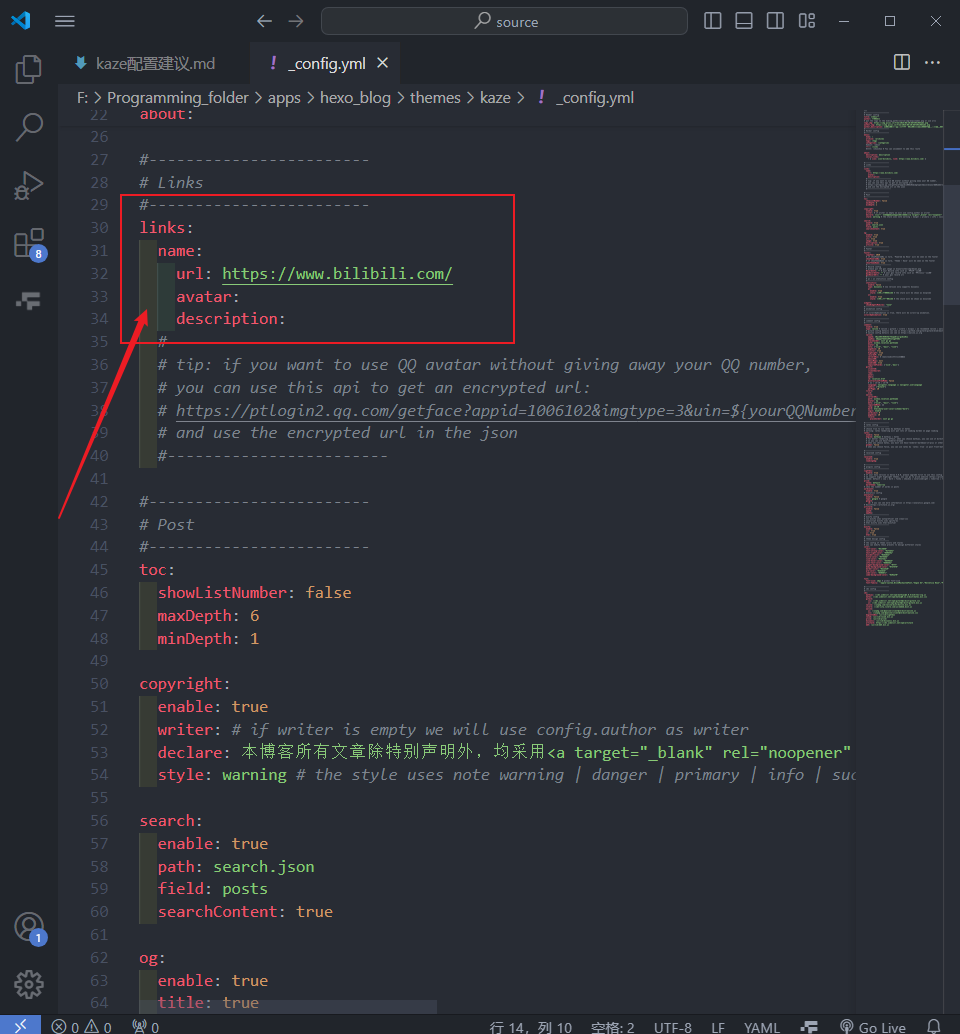 source
kaze配置建议.md
! _config.yml
F: > Programming_folder > apps > hexo_blog > themes > kaze > ! _config.yml
22 about:
26
27 #------------------------
28 # Links
29 #------------------------
30 links:
31 name:
32 url: https://www.bilibili.com/
33 avatar:
34 description:
35 #
36 # tip: if you want to use QQ avatar without giving away your QQ number,
37 # you can use this api to get an encrypted url:
38 # https://ptlogin2.qq.com/getface?appid=1006102&imgtype=3&uin=${yourQQNumber
39 # and use the encrypted url in the json
40 #------------------------
41
42 #------------------------
43 # Post
44 #------------------------
45 toc:
46 showListNumber: false
47 maxDepth: 6
48 minDepth: 1
49
50 copyright:
51 enable: true
52 writer: # if writer is empty we will use config.author as writer
53 declare: 本博客所有文章除特别声明外，均采用<a target="_blank" rel="noopener"
54 style: warning # the style uses note warning | danger | primary | info | suc
55
56 search:
57 enable: true
58 path: search.json
59 field: posts
60 searchContent: true
61
62 og:
63 enable: true
64 title: true
8
1
0 0 0 行 14，列 10 空格: 2 UTF-8 LF YAML Go Live